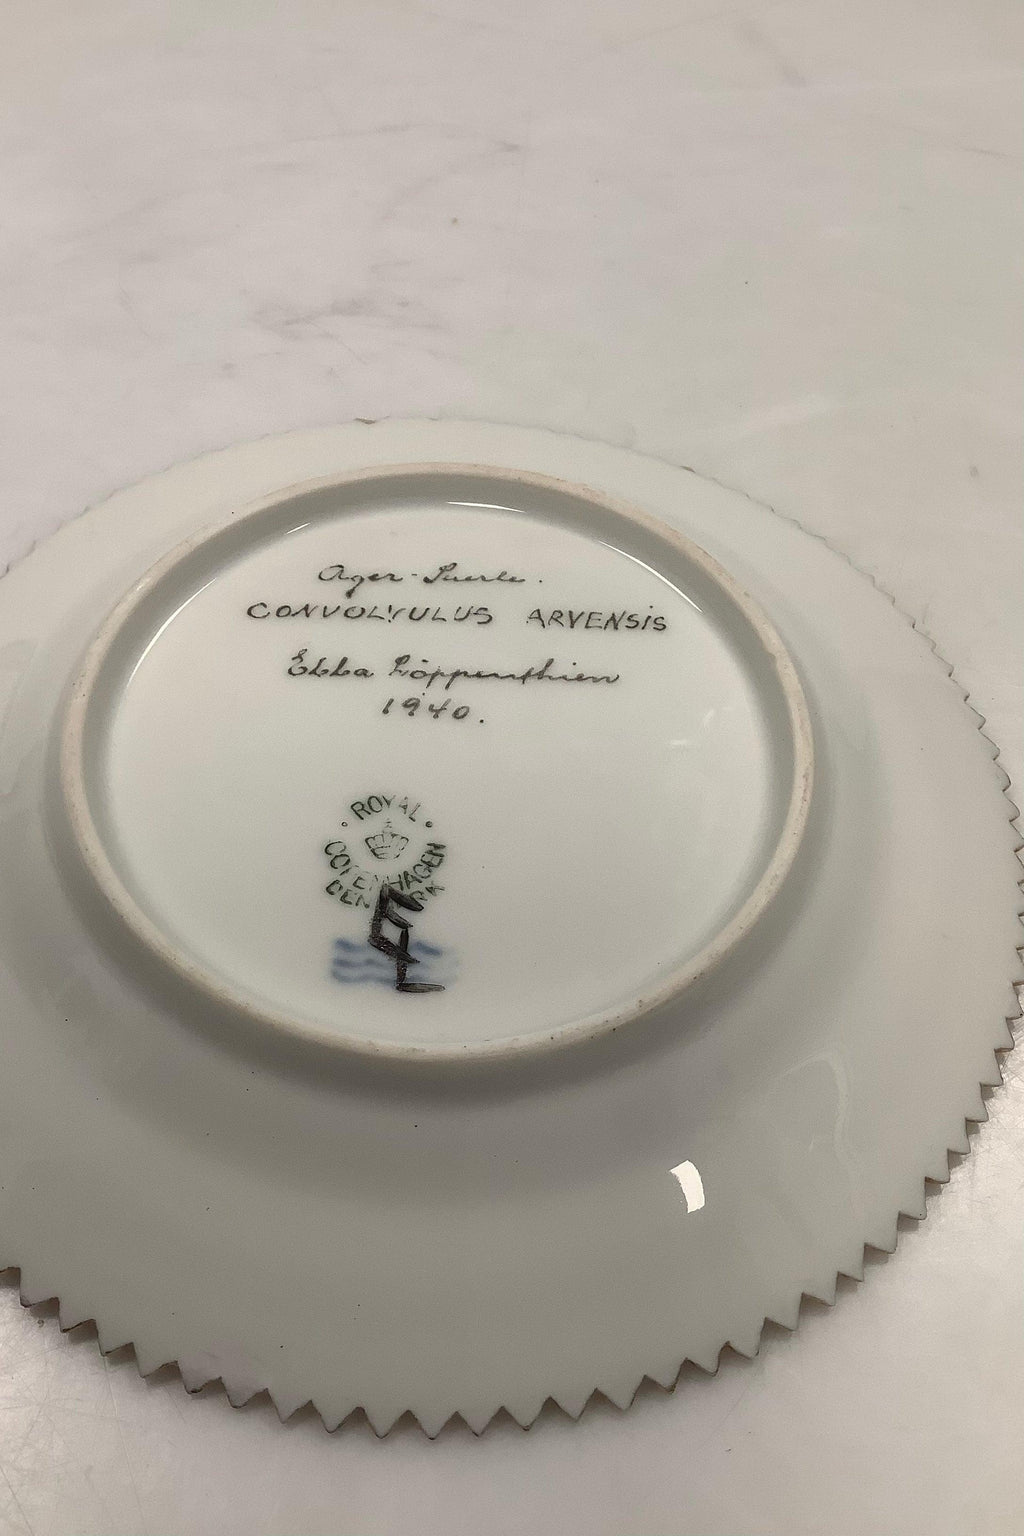 Ager-Snerle.
CONVOLVULUS ARVENSIS
Ebba Löppenthien
1940.
ROYAL
COPENHAGEN
DENMARK